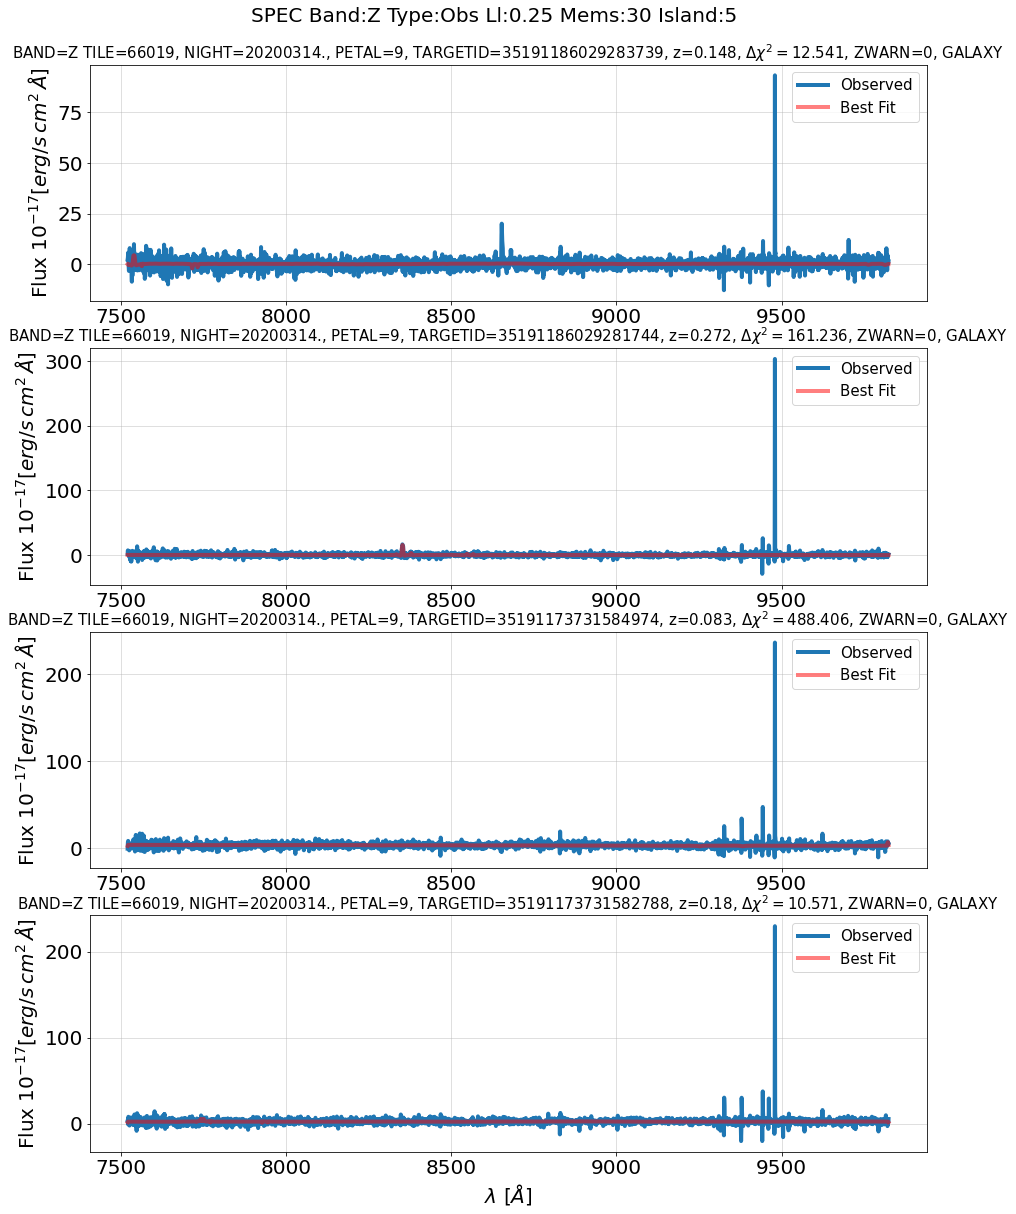 SPEC Band:Z Type:Obs Ll:0.25 Mems:30 Island:5
BAND=Z TILE=66019, NIGHT=20200314., PETAL=9, TARGETID=35191186029283739, z=0.148, Δχ² = 12.541, ZWARN=0, GALAXY
Flux 10⁻¹⁷[erg/s cm² Å]
75
50
25
0
Observed
Best Fit
7500 8000 8500 9000 9500
BAND=Z TILE=66019, NIGHT=20200314., PETAL=9, TARGETID=35191186029281744, z=0.272, Δχ² = 161.236, ZWARN=0, GALAXY
Flux 10⁻¹⁷[erg/s cm² Å]
300
200
100
0
Observed
Best Fit
7500 8000 8500 9000 9500
BAND=Z TILE=66019, NIGHT=20200314., PETAL=9, TARGETID=35191173731584974, z=0.083, Δχ² = 488.406, ZWARN=0, GALAXY
Flux 10⁻¹⁷[erg/s cm² Å]
200
100
0
Observed
Best Fit
7500 8000 8500 9000 9500
BAND=Z TILE=66019, NIGHT=20200314., PETAL=9, TARGETID=35191173731582788, z=0.18, Δχ² = 10.571, ZWARN=0, GALAXY
Flux 10⁻¹⁷[erg/s cm² Å]
200
100
0
Observed
Best Fit
7500 8000 8500 9000 9500
λ [Å]